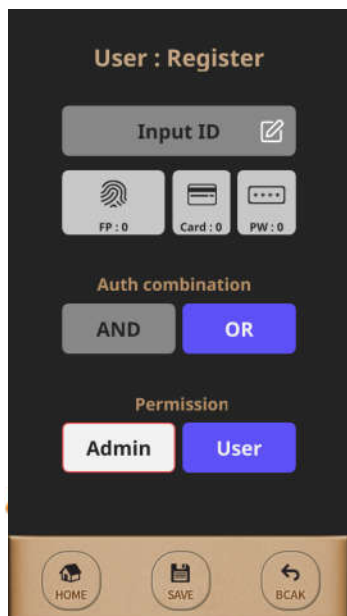 User : Register
Input ID
FP : 0 Card : 0 PW : 0
Auth combination
AND OR
Permission
Admin User
HOME SAVE BCAK